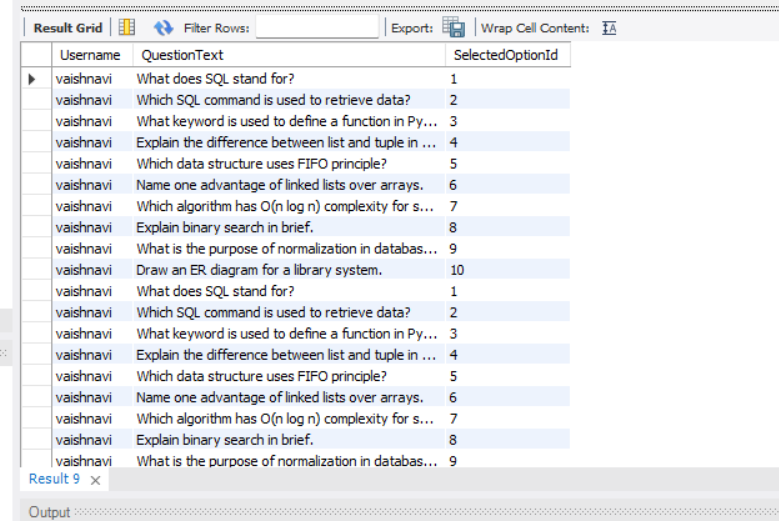 Result Grid Filter Rows: Export: Wrap Cell Content:
Username QuestionText SelectedOptionId
vaishnavi What does SQL stand for? 1
vaishnavi Which SQL command is used to retrieve data? 2
vaishnavi What keyword is used to define a function in Py... 3
vaishnavi Explain the difference between list and tuple in ... 4
vaishnavi Which data structure uses FIFO principle? 5
vaishnavi Name one advantage of linked lists over arrays. 6
vaishnavi Which algorithm has O(n log n) complexity for s... 7
vaishnavi Explain binary search in brief. 8
vaishnavi What is the purpose of normalization in databas... 9
vaishnavi Draw an ER diagram for a library system. 10
vaishnavi What does SQL stand for? 1
vaishnavi Which SQL command is used to retrieve data? 2
vaishnavi What keyword is used to define a function in Py... 3
vaishnavi Explain the difference between list and tuple in ... 4
vaishnavi Which data structure uses FIFO principle? 5
vaishnavi Name one advantage of linked lists over arrays. 6
vaishnavi Which algorithm has O(n log n) complexity for s... 7
vaishnavi Explain binary search in brief. 8
vaishnavi What is the purpose of normalization in databas... 9
Result 9
Output